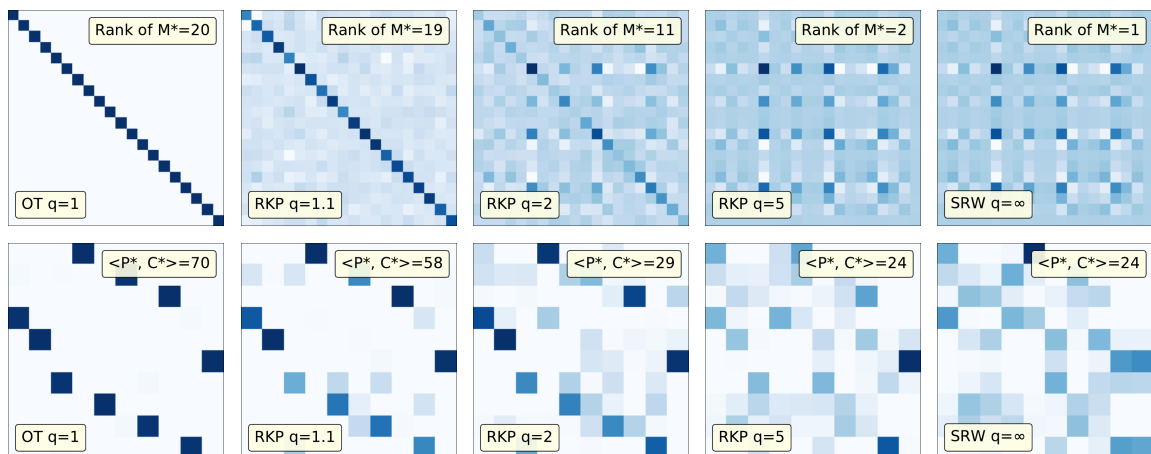 Rank of M*=20
Rank of M*=19
Rank of M*=11
Rank of M*=2
Rank of M*=1
OT q=1
RKP q=1.1
RKP q=2
RKP q=5
SRW q=∞
<P*, C*>=70
<P*, C*>=58
<P*, C*>=29
<P*, C*>=24
<P*, C*>=24
OT q=1
RKP q=1.1
RKP q=2
RKP q=5
SRW q=∞